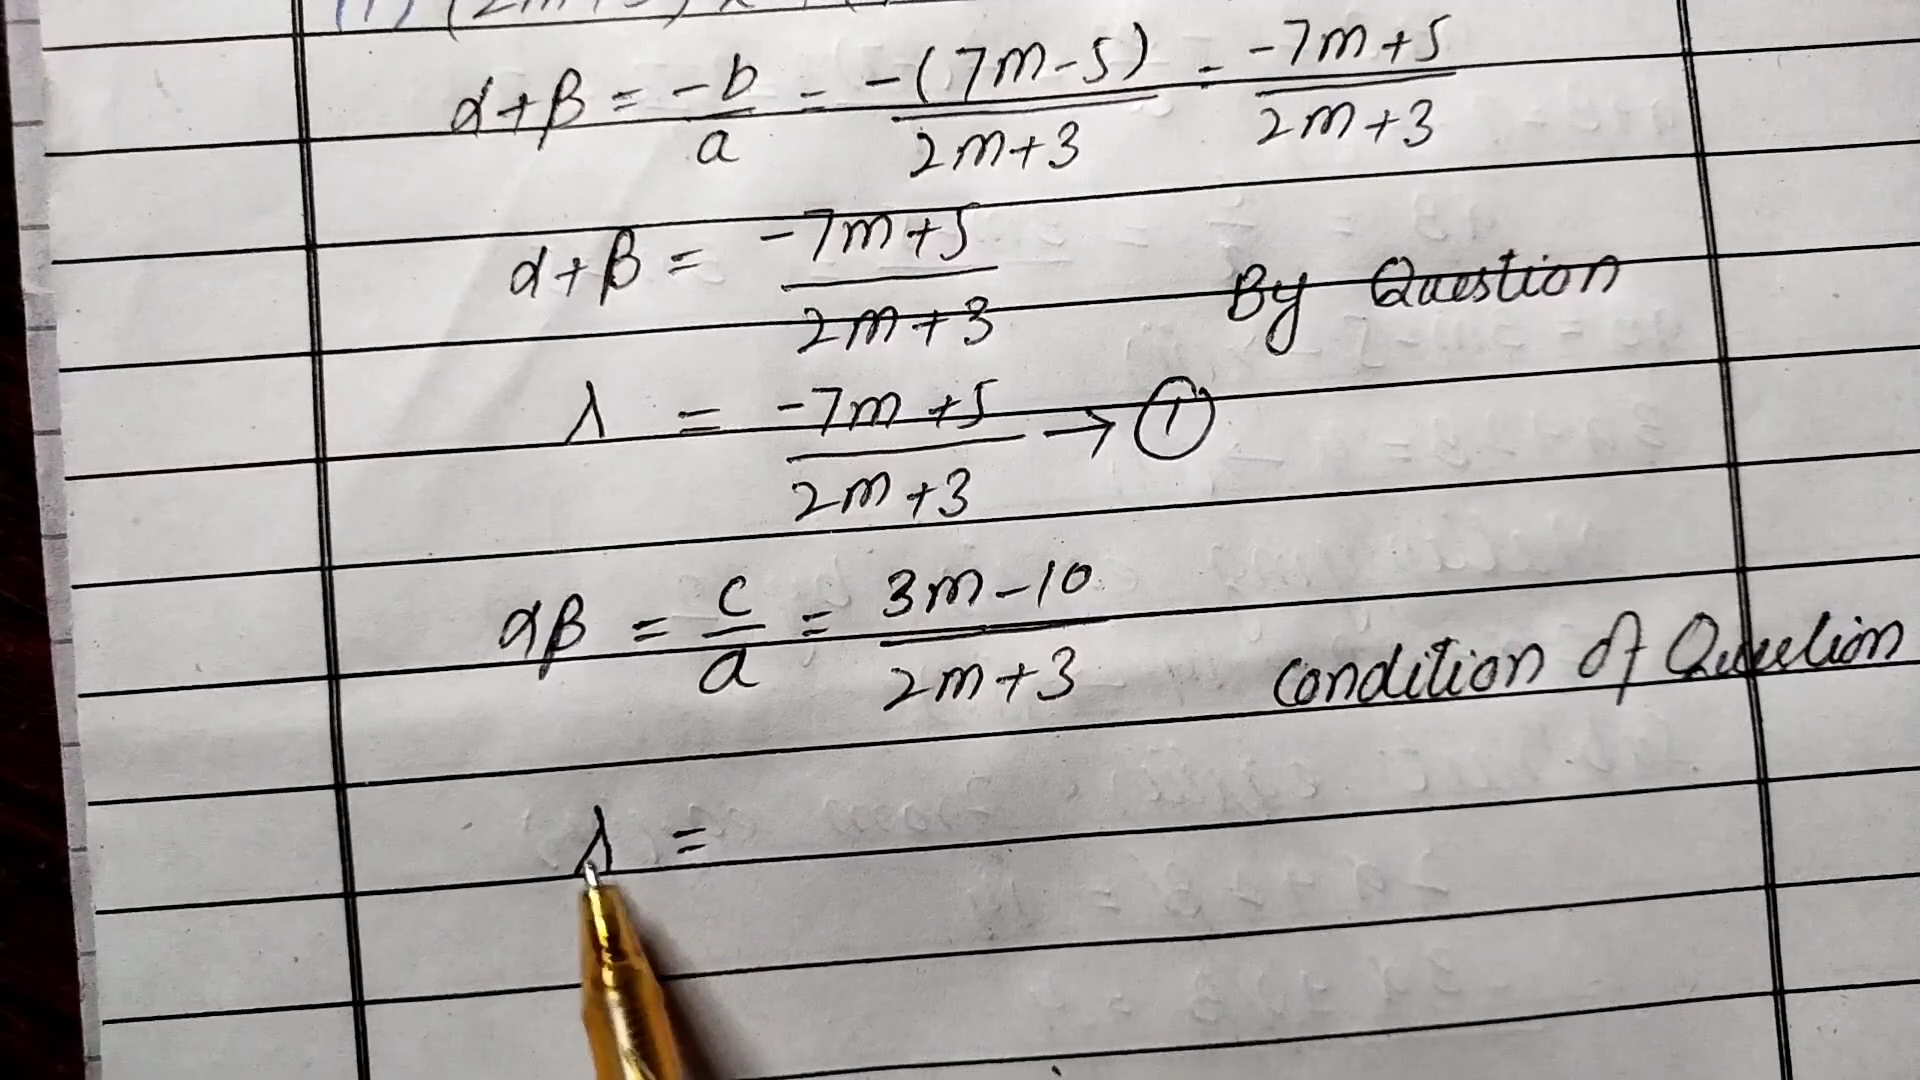 α+β = -b/a = -(7m-5)/2m+3 = -7m+5/2m+3
α+β = -7m+5/2m+3 By Question
λ = -7m+5/2m+3 → ①
αβ = c/a = 3m-10/2m+3 condition of Question
λ =